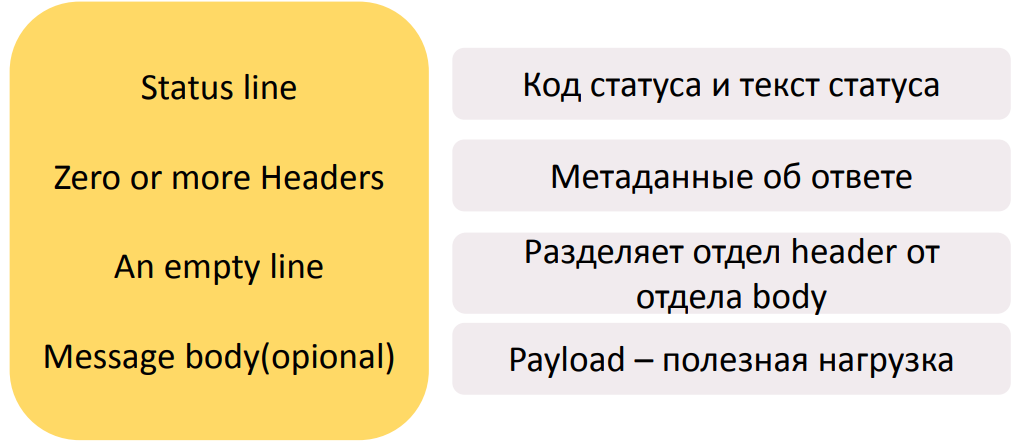 Status line
Код статуса и текст статуса
Zero or more Headers
Метаданные об ответе
An empty line
Разделяет отдел header от
отдела body
Message body(opional)
Payload – полезная нагрузка